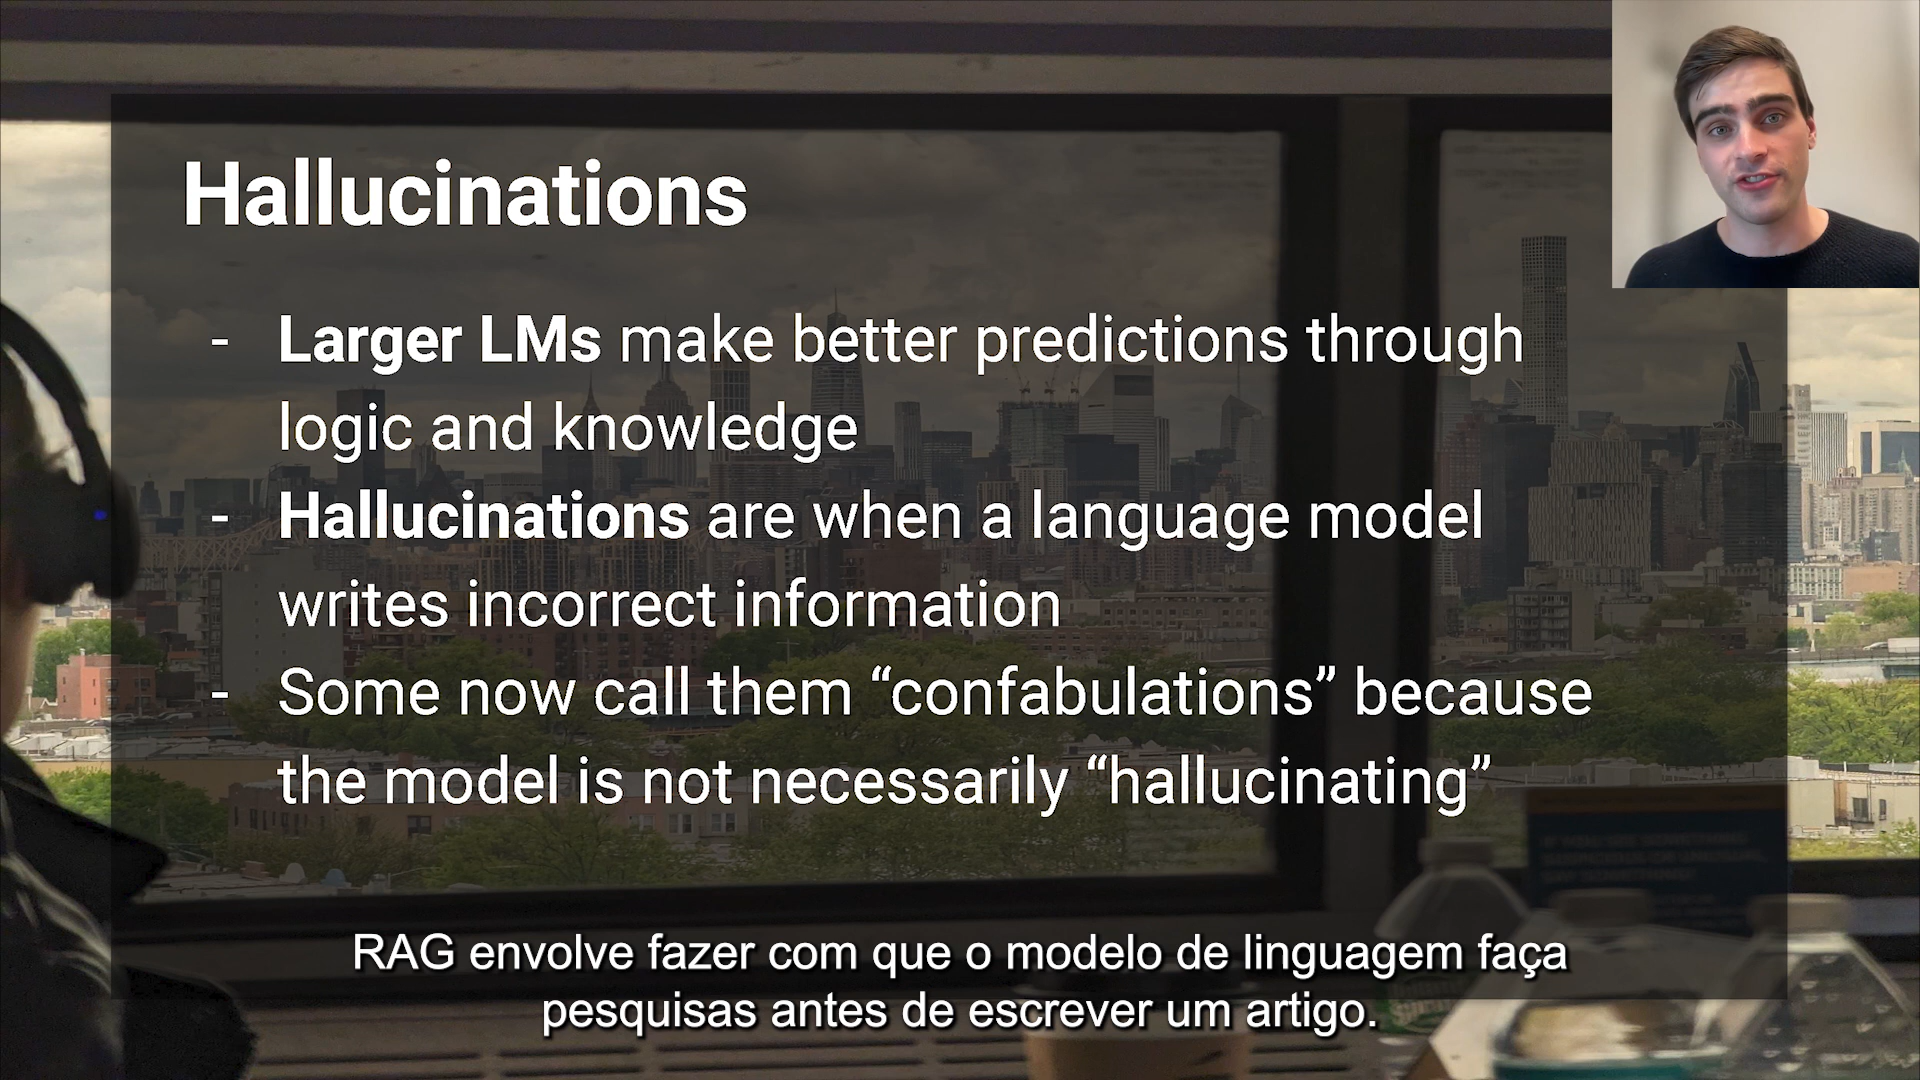 Hallucinations
- Larger LMs make better predictions through
logic and knowledge
- Hallucinations are when a language model
writes incorrect information
- Some now call them “confabulations” because
the model is not necessarily “hallucinating”
RAG envolve fazer com que o modelo de linguagem faça
pesquisas antes de escrever um artigo.